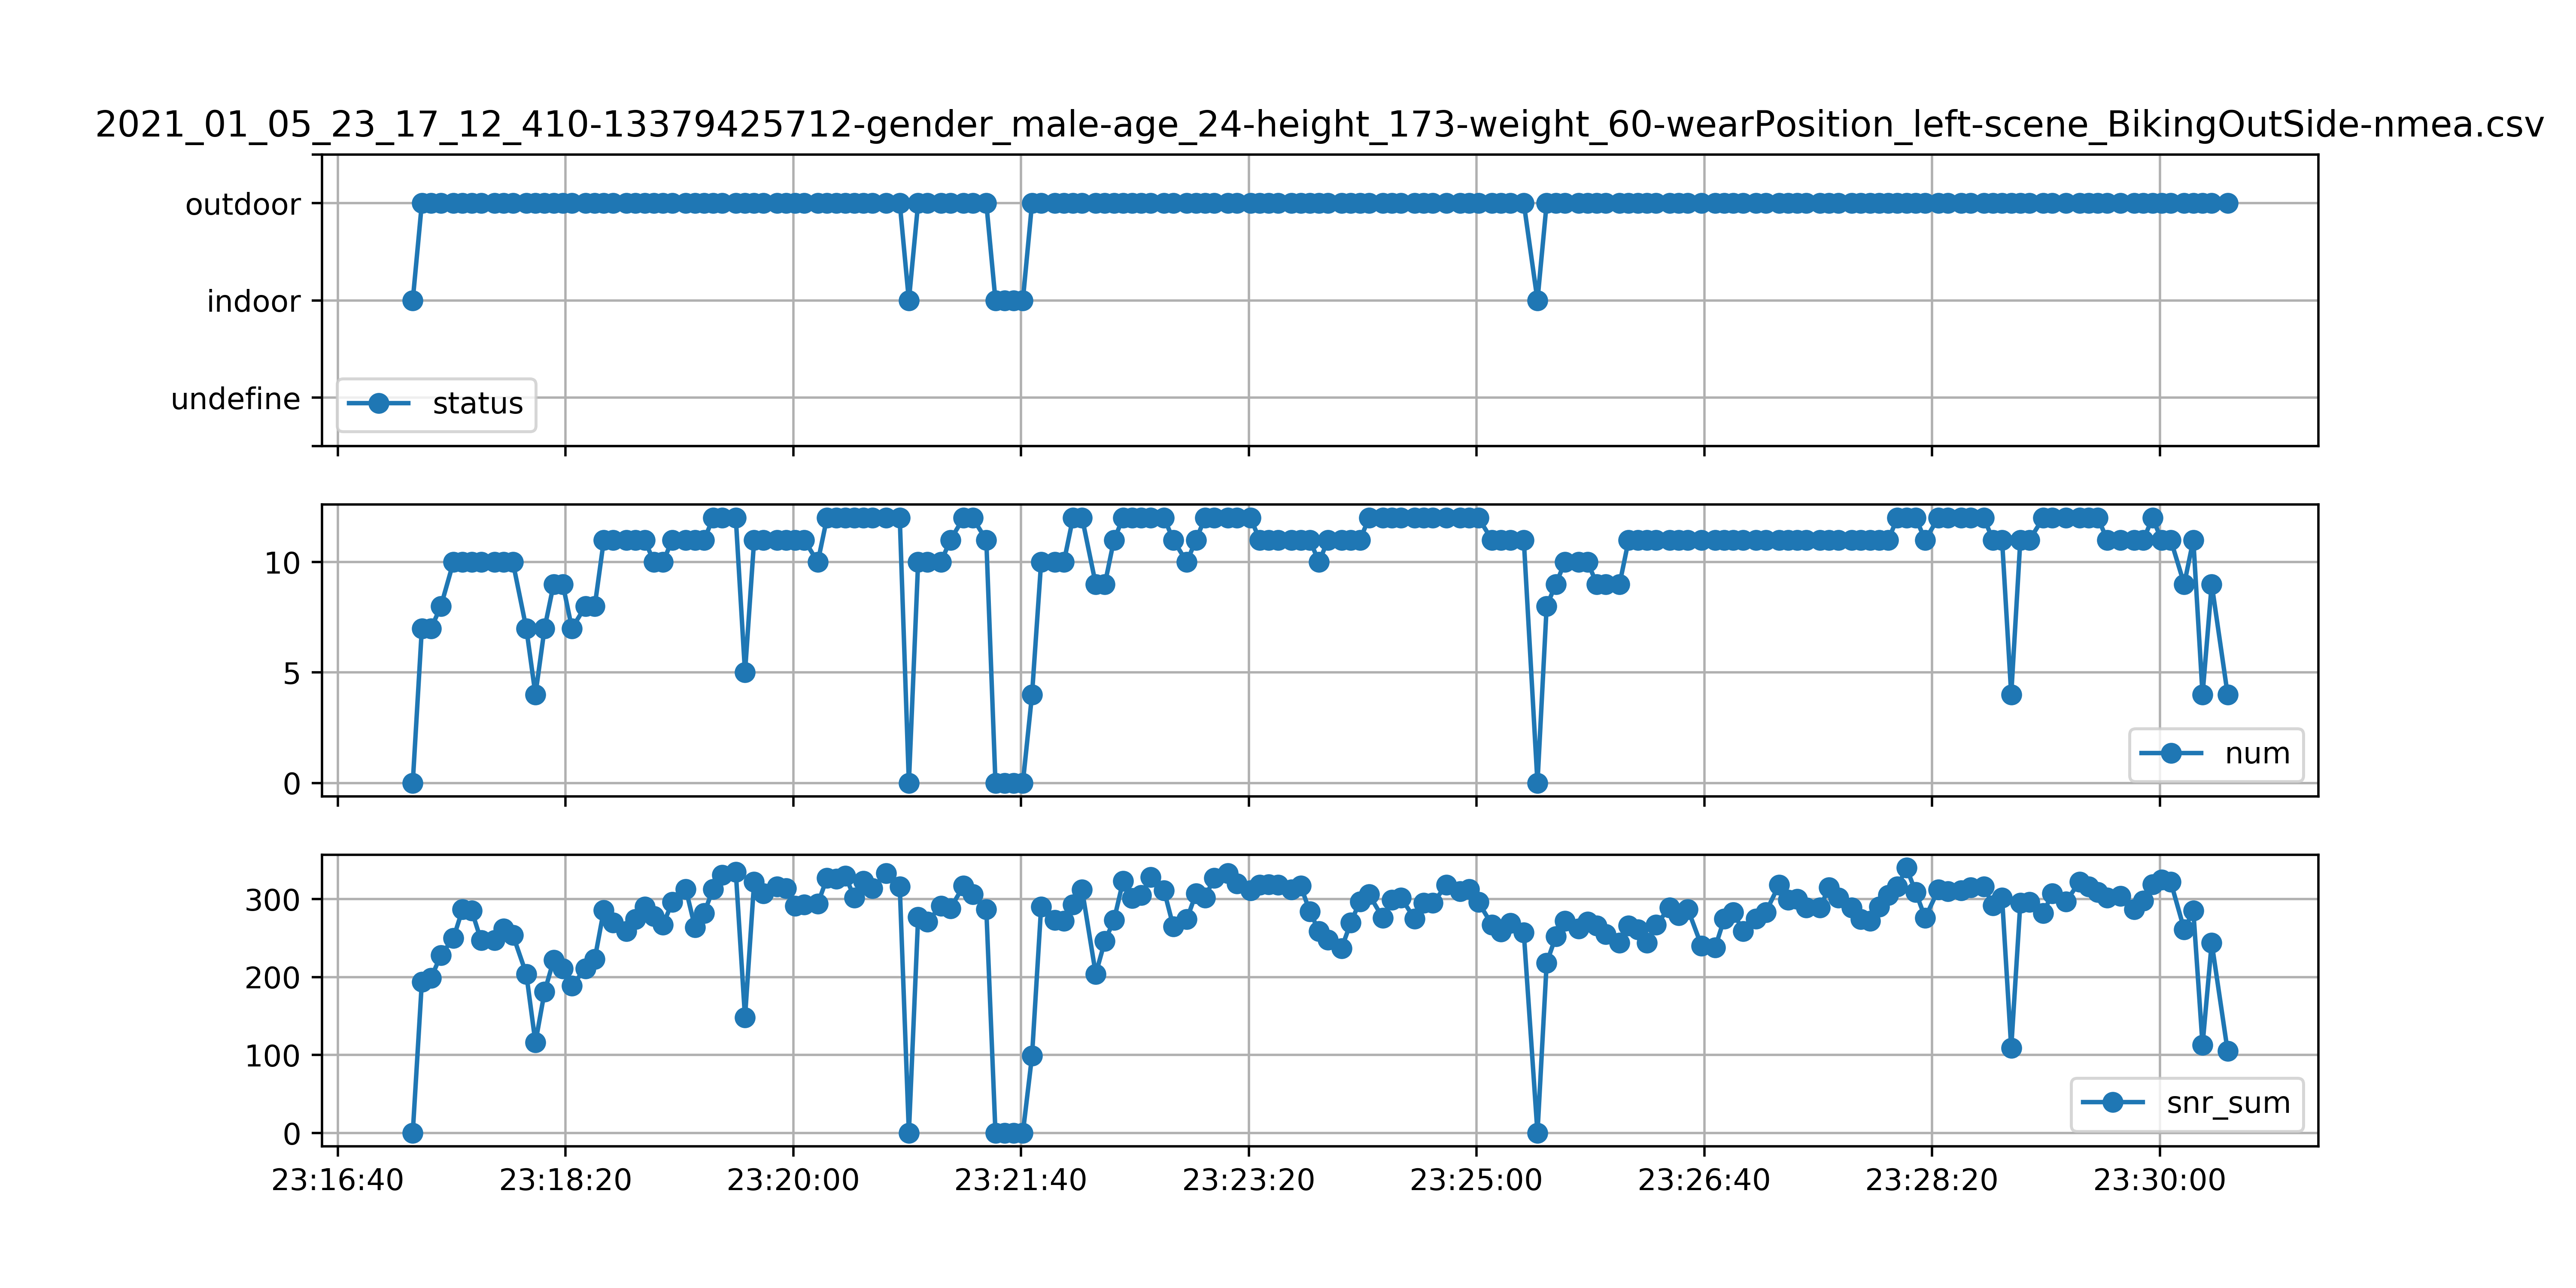 2021_01_05_23_17_12_410-13379425712-gender_male-age_24-height_173-weight_60-wearPosition_left-scene_BikingOutSide-nmea.csv
outdoor
indoor
undefine
status
10
5
0
num
300
200
100
0
snr_sum
23:16:40 23:18:20 23:20:00 23:21:40 23:23:20 23:25:00 23:26:40 23:28:20 23:30:00